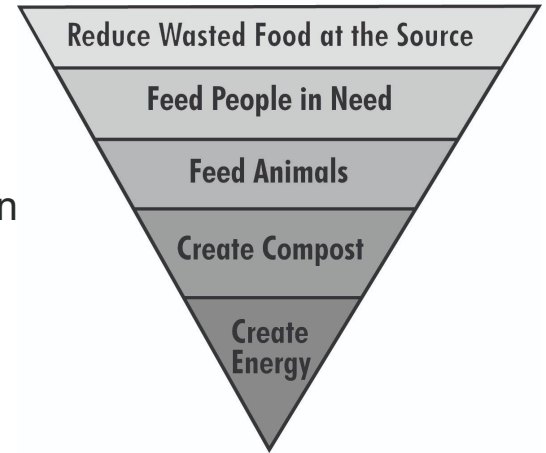 Reduce Wasted Food at the Source
Feed People in Need
Feed Animals
n
Create Compost
Create
Energy